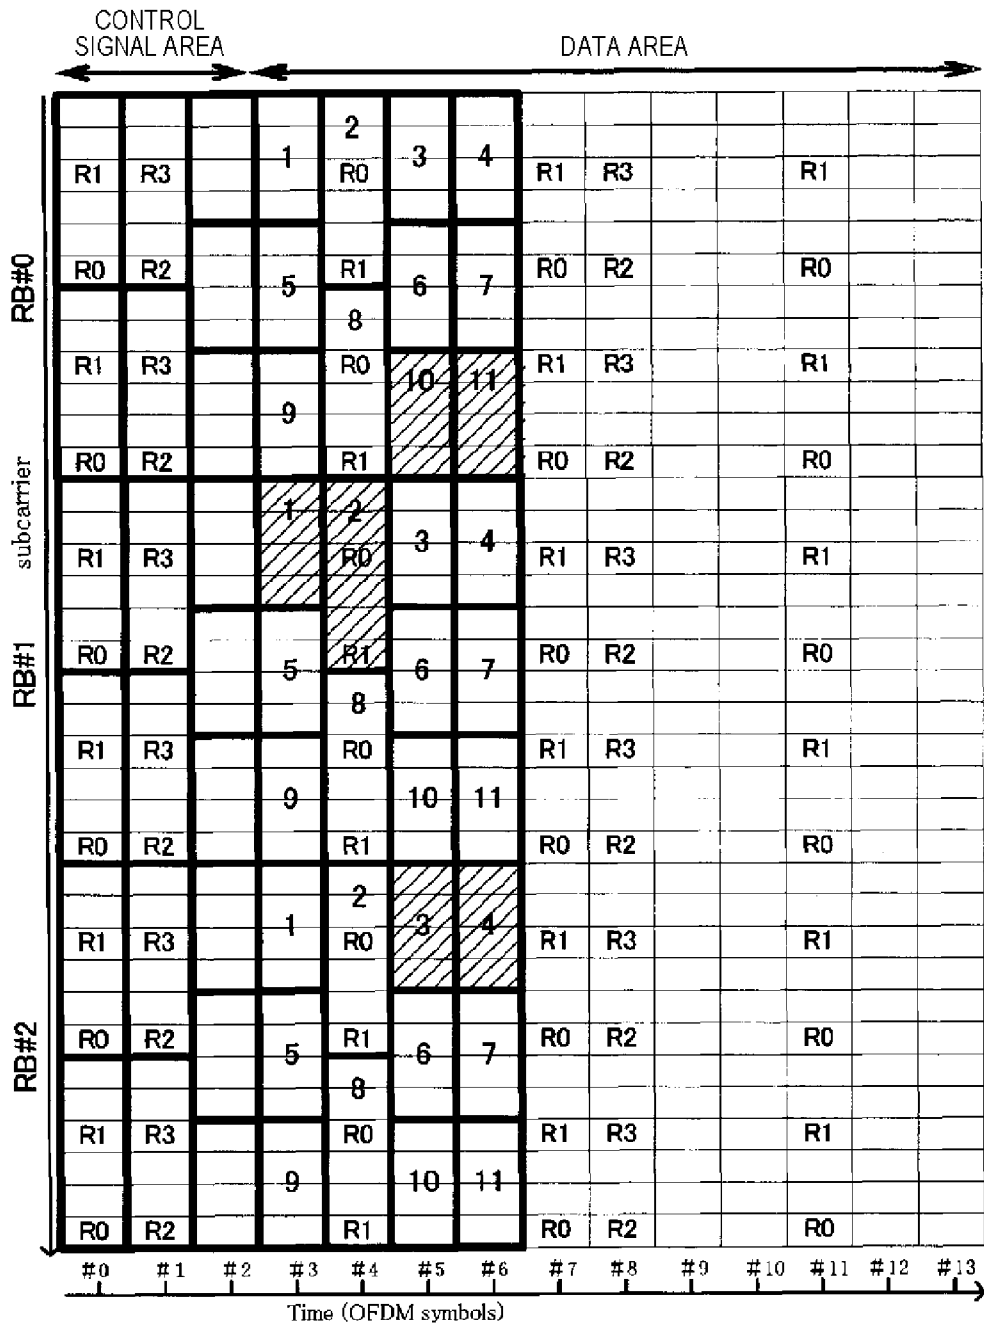 CONTROL
SIGNAL AREA DATA AREA
2
1 3 4
R1 R3 R0 R1 R3 R1
R0 R2 R1 R0 R2 R0
5 6 7
8
R1 R3 R0 R1 R3 R1
10 11
9
R0 R2 R1 R0 R2 R0
RB#0
1 2
3 4
R1 R3 R0 R1 R3 R1
subcarrier
R0 R2 R1 R0 R2 R0
5 6 7
RB#1
8
R1 R3 R0 R1 R3 R1
9 10 11
R0 R2 R1 R0 R2 R0
2
1 3 4
R1 R3 R0 R1 R3 R1
R0 R2 R1 R0 R2 R0
5 6 7
RB#2
8
R1 R3 R0 R1 R3 R1
9 10 11
R0 R2 R1 R0 R2 R0
#0 #1 #2 #3 #4 #5 #6 #7 #8 #9 #10 #11 #12 #13
Time (OFDM symbols)